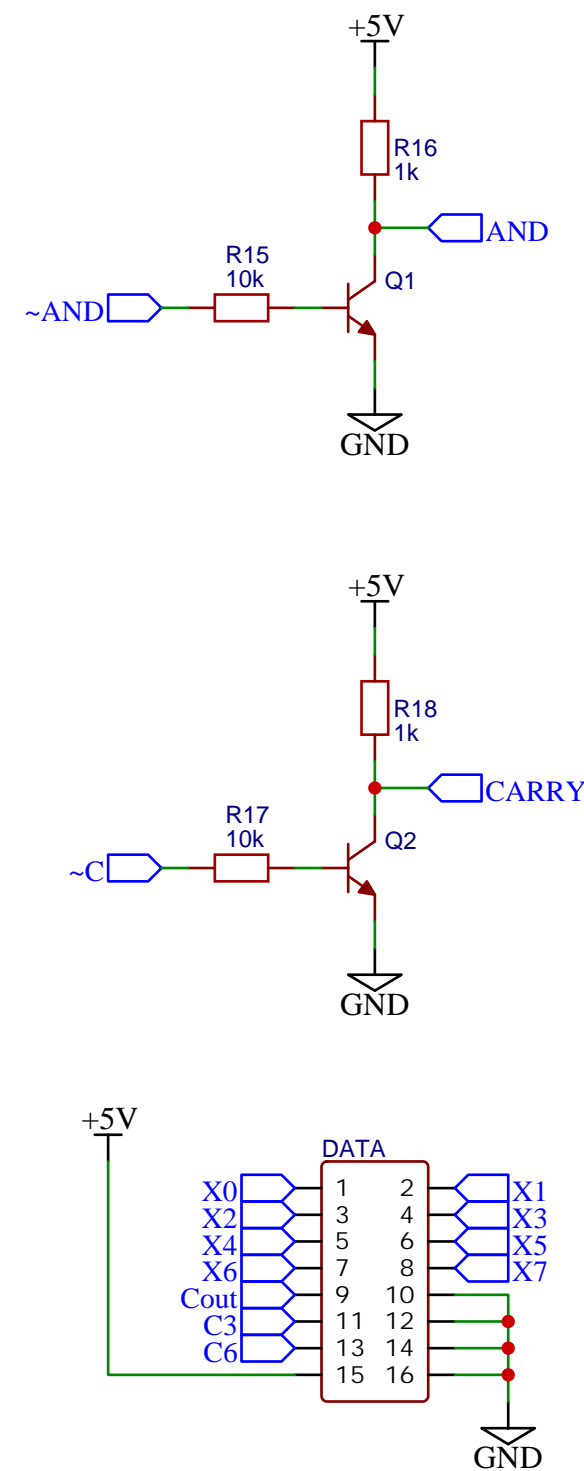 +5V
R16
1k
AND
R15
10k
Q1
~AND
GND
+5V
R18
1k
CARRY
R17
10k
Q2
~C
GND
+5V
DATA
X0 1 2 X1
X2 3 4 X3
X4 5 6 X5
X6 7 8 X7
Cout 9 10
C3 11 12
C6 13 14
15 16
GND